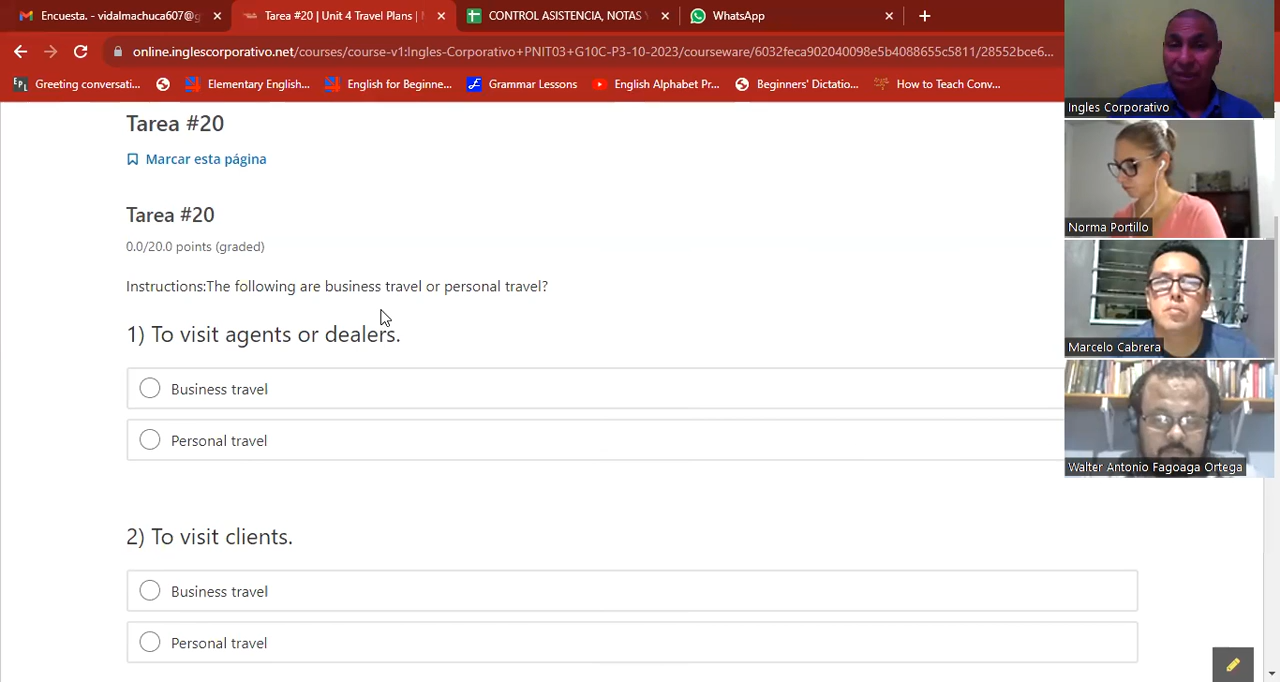 Encuesta. - vidalmachuca607@g
Tarea #20 | Unit 4 Travel Plans |
CONTROL ASISTENCIA, NOTAS Y
WhatsApp
online.inglescorporativo.net/courses/course-v1:Ingles-Corporativo+PNIT03+G10C-P3-10-2023/courseware/6032feca902040098e5b4088655c5811/28552bce6...
Greeting conversati...
Elementary English...
English for Beginne...
Grammar Lessons
English Alphabet Pr...
Beginners' Dictatio...
How to Teach Conv...
Tarea #20
Marcar esta página
Tarea #20
0.0/20.0 points (graded)
Instructions:The following are business travel or personal travel?
1) To visit agents or dealers.
Business travel
Personal travel
2) To visit clients.
Business travel
Personal travel
Ingles Corporativo
Norma Portillo
Marcelo Cabrera
Walter Antonio Fagoaga Ortega